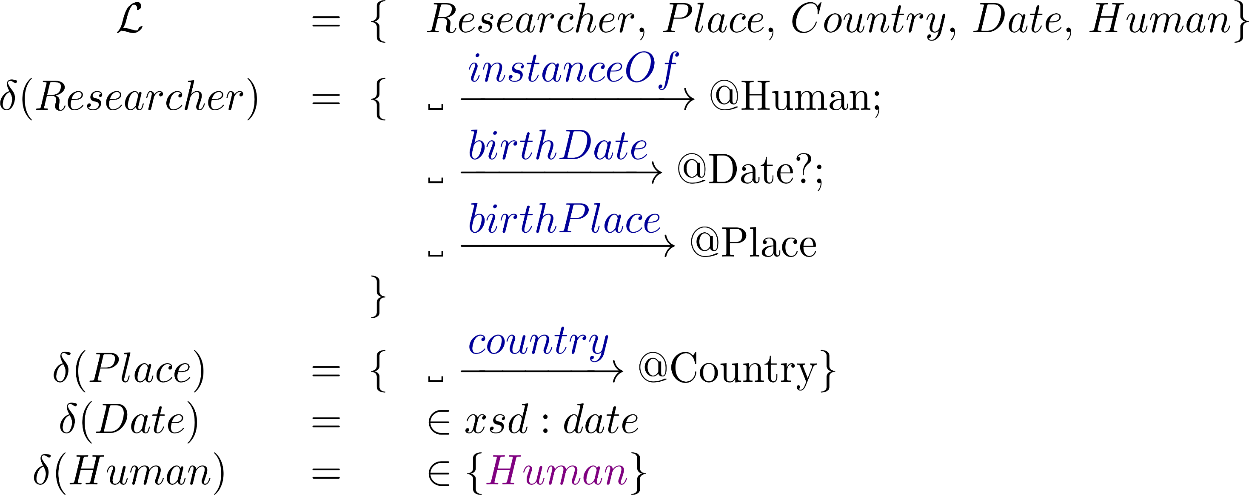 ℒ = { Researcher, Place, Country, Date, Human}
δ(Researcher) = { ␣ instanceOf⟶ @Human;
␣ birthDate⟶ @Date?;
␣ birthPlace⟶ @Place
}
δ(Place) = { ␣ country⟶ @Country}
δ(Date) = ∈ xsd : date
δ(Human) = ∈ {Human}